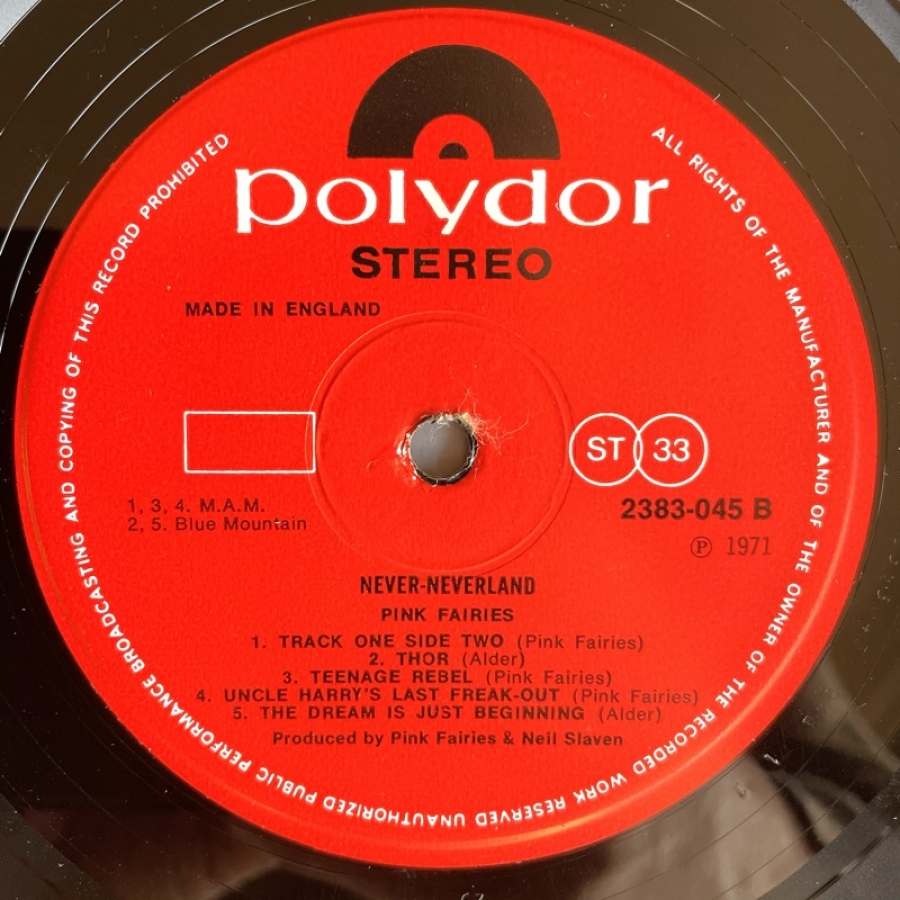 polydor
STEREO
MADE IN ENGLAND
ST 33
1, 3, 4. M.A.M.
2, 5. Blue Mountain
2383-045 B
℗ 1971
NEVER-NEVERLAND
PINK FAIRIES
1. TRACK ONE SIDE TWO (Pink Fairies)
2. THOR (Alder)
3. TEENAGE REBEL (Pink Fairies)
4. UNCLE HARRY'S LAST FREAK-OUT (Pink Fairies)
5. THE DREAM IS JUST BEGINNING (Alder)
Produced by Pink Fairies & Neil Slaven
ALL RIGHTS OF THE MANUFACTURER AND OF THE OWNER OF THE RECORDED WORK RESERVED UNAUTHORIZED PUBLIC PERFORMANCE BROADCASTING AND COPYING OF THIS RECORD PROHIBITED